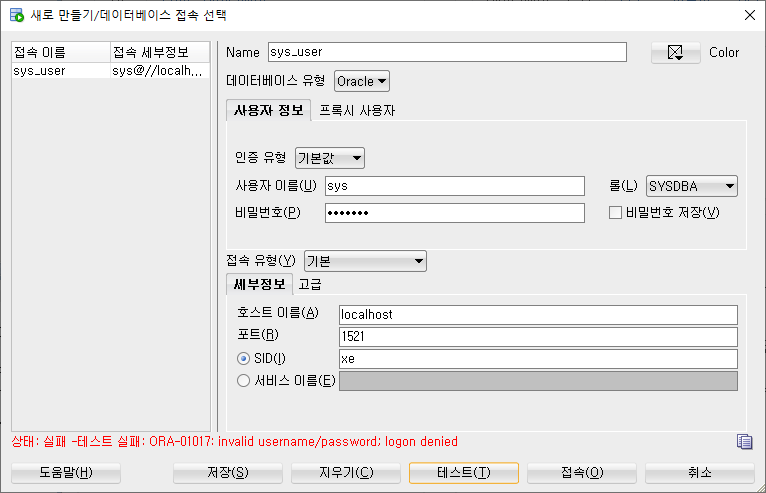 새로 만들기/데이터베이스 접속 선택
접속 이름 접속 세부정보
sys_user sys@//localh...
Name sys_user Color
데이터베이스 유형 Oracle
사용자 정보 프록시 사용자
인증 유형 기본값
사용자 이름(U) sys 롤(L) SYSDBA
비밀번호(P) ••••••• 비밀번호 저장(V)
접속 유형(Y) 기본
세부정보 고급
호스트 이름(A) localhost
포트(R) 1521
SID(I) xe
서비스 이름(E)
상태: 실패 -테스트 실패: ORA-01017: invalid username/password; logon denied
도움말(H) 저장(S) 지우기(C) 테스트(T) 접속(O) 취소